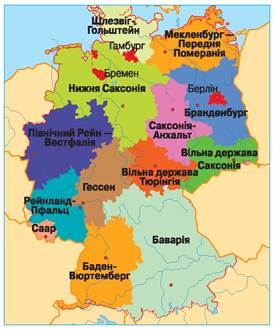 Шлезвіг-
Гольштейн
Гамбург
Мекленбург —
Передня
Померанія
Бремен
Нижня Саксонія
Берлін
Бранденбург
Саксонія-
Анхальт
Північний Рейн —
Вестфалія
Вільна держава
Саксонія
Гессен
Вільна держава
Тюрінгія
Рейнланд-
Пфальц
Саар
Баварія
Баден-
Вюртемберг